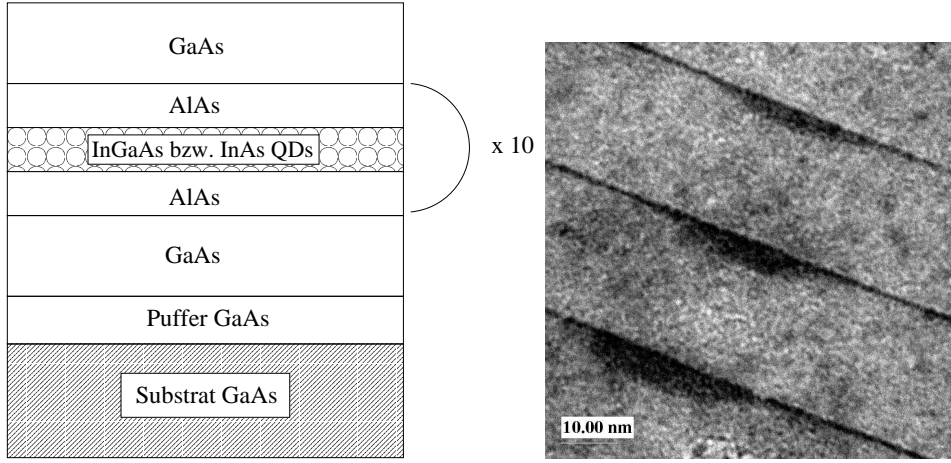 GaAs
AlAs
InGaAs bzw. InAs QDs
x 10
AlAs
GaAs
Puffer GaAs
Substrat GaAs
10.00 nm